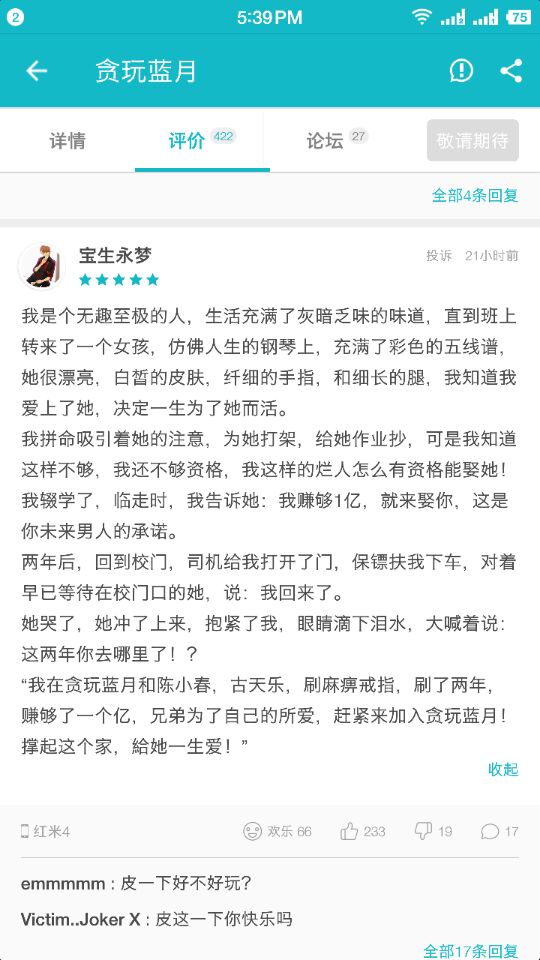 2
5:39PM
75
贪玩蓝月
详情
评价 422
论坛 27
敬请期待
全部4条回复
宝生永梦
投诉 21小时前
我是个无趣至极的人，生活充满了灰暗乏味的味道，直到班上
转来了一个女孩，仿佛人生的钢琴上，充满了彩色的五线谱，
她很漂亮，白皙的皮肤，纤细的手指，和细长的腿，我知道我
爱上了她，决定一生为了她而活。
我拼命吸引着她的注意，为她打架，给她作业抄，可是我知道
这样不够，我还不够资格，我这样的烂人怎么有资格能娶她！
我辍学了，临走时，我告诉她：我赚够1亿，就来娶你，这是
你未来男人的承诺。
两年后，回到校门，司机给我打开了门，保镖扶我下车，对着
早已等待在校门口的她，说：我回来了。
她哭了，她冲了上来，抱紧了我，眼睛滴下泪水，大喊着说：
这两年你去哪里了！？
“我在贪玩蓝月和陈小春，古天乐，刷麻痹戒指，刷了两年，
赚够了一个亿，兄弟为了自己的所爱，赶紧来加入贪玩蓝月！
撑起这个家，給她一生爱！”
收起
红米4
欢乐 66
233
19
17
emmmmm : 皮一下好不好玩？
Victim..Joker X : 皮这一下你快乐吗
全部17条回复